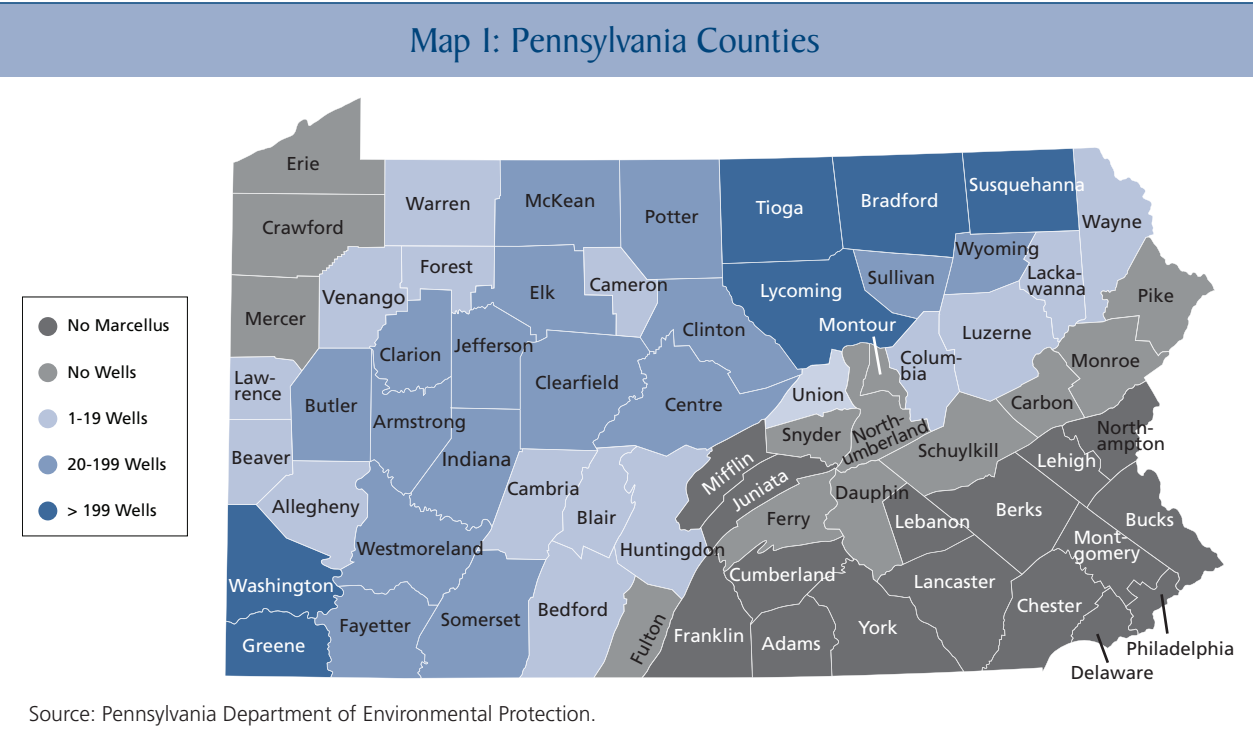 Map 1: Pennsylvania Counties
Erie
Crawford
Mercer
Warren
McKean
Potter
Tioga
Bradford
Susquehanna
Wayne
Forest
Venango
Elk
Cameron
Clinton
Lycoming
Sullivan
Wyoming
Lacka-
wanna
Pike
Montour
Luzerne
Monroe
Clarion
Jefferson
Clearfield
Centre
Union
Colum-
bia
Carbon
Law-
rence
Butler
Armstrong
Indiana
Snyder
North-
umberland
Schuylkill
North-
ampton
Lehigh
Beaver
Allegheny
Cambria
Blair
Huntingdon
Mifflin
Juniata
Ferry
Dauphin
Lebanon
Berks
Mont-
gomery
Bucks
Westmoreland
Washington
Greene
Fayetter
Somerset
Bedford
Fulton
Franklin
Cumberland
Adams
York
Lancaster
Chester
Philadelphia
Delaware
No Marcellus
No Wells
1-19 Wells
20-199 Wells
> 199 Wells
Source: Pennsylvania Department of Environmental Protection.